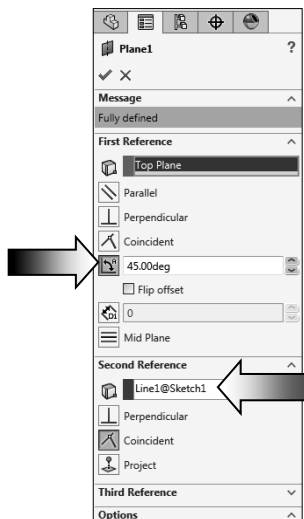 Plane1 ?
Message
Fully defined
First Reference
Top Plane
Parallel
Perpendicular
Coincident
45.00deg
Flip offset
D1 0
Mid Plane
Second Reference
Line1@Sketch1
Perpendicular
Coincident
Project
Third Reference
Options